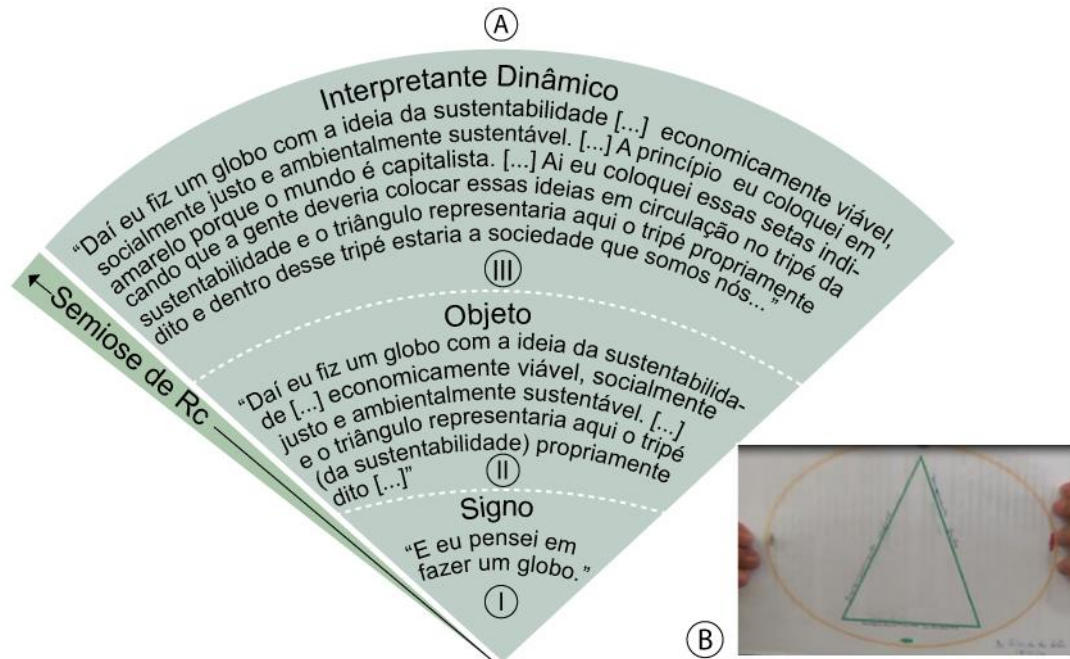 A
Interpretante Dinâmico
“Daí eu fiz um globo com a ideia da sustentabilidade [...] economicamente viável,
socialmente justo e ambientalmente sustentável. [...] A princípio eu coloquei em
amarelo porque o mundo é capitalista. [...] Ai eu coloquei essas setas indi-
cando que a gente deveria colocar essas ideias em circulação no tripé da
sustentabilidade e o triângulo representaria aqui o tripé propriamente
dito e dentro desse tripé estaria a sociedade que somos nós...”
III
Objeto
“Daí eu fiz um globo com a ideia da sustentabilida-
de [...] economicamente viável, socialmente
justo e ambientalmente sustentável. [...]
e o triângulo representaria aqui o tripé
(da sustentabilidade) propriamente
dito [...]”
II
Signo
“E eu pensei em
fazer um globo.”
I
Semiose de Rc
B